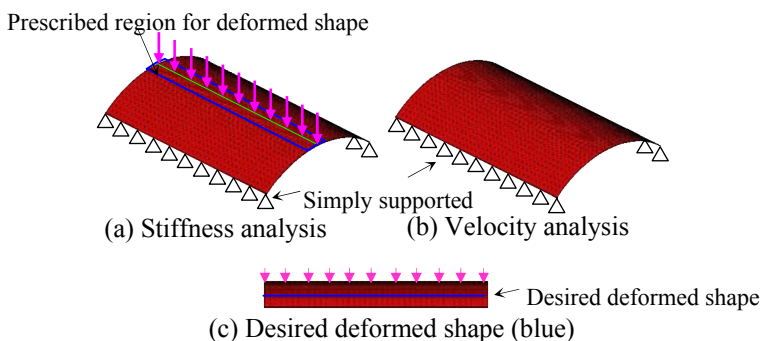 Prescribed region for deformed shape
Simply supported
(a) Stiffness analysis
(b) Velocity analysis
Desired deformed shape
(c) Desired deformed shape (blue)